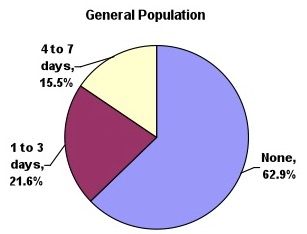 General Population
4 to 7
days,
15.5%
1 to 3
days,
21.6%
None,
62.9%